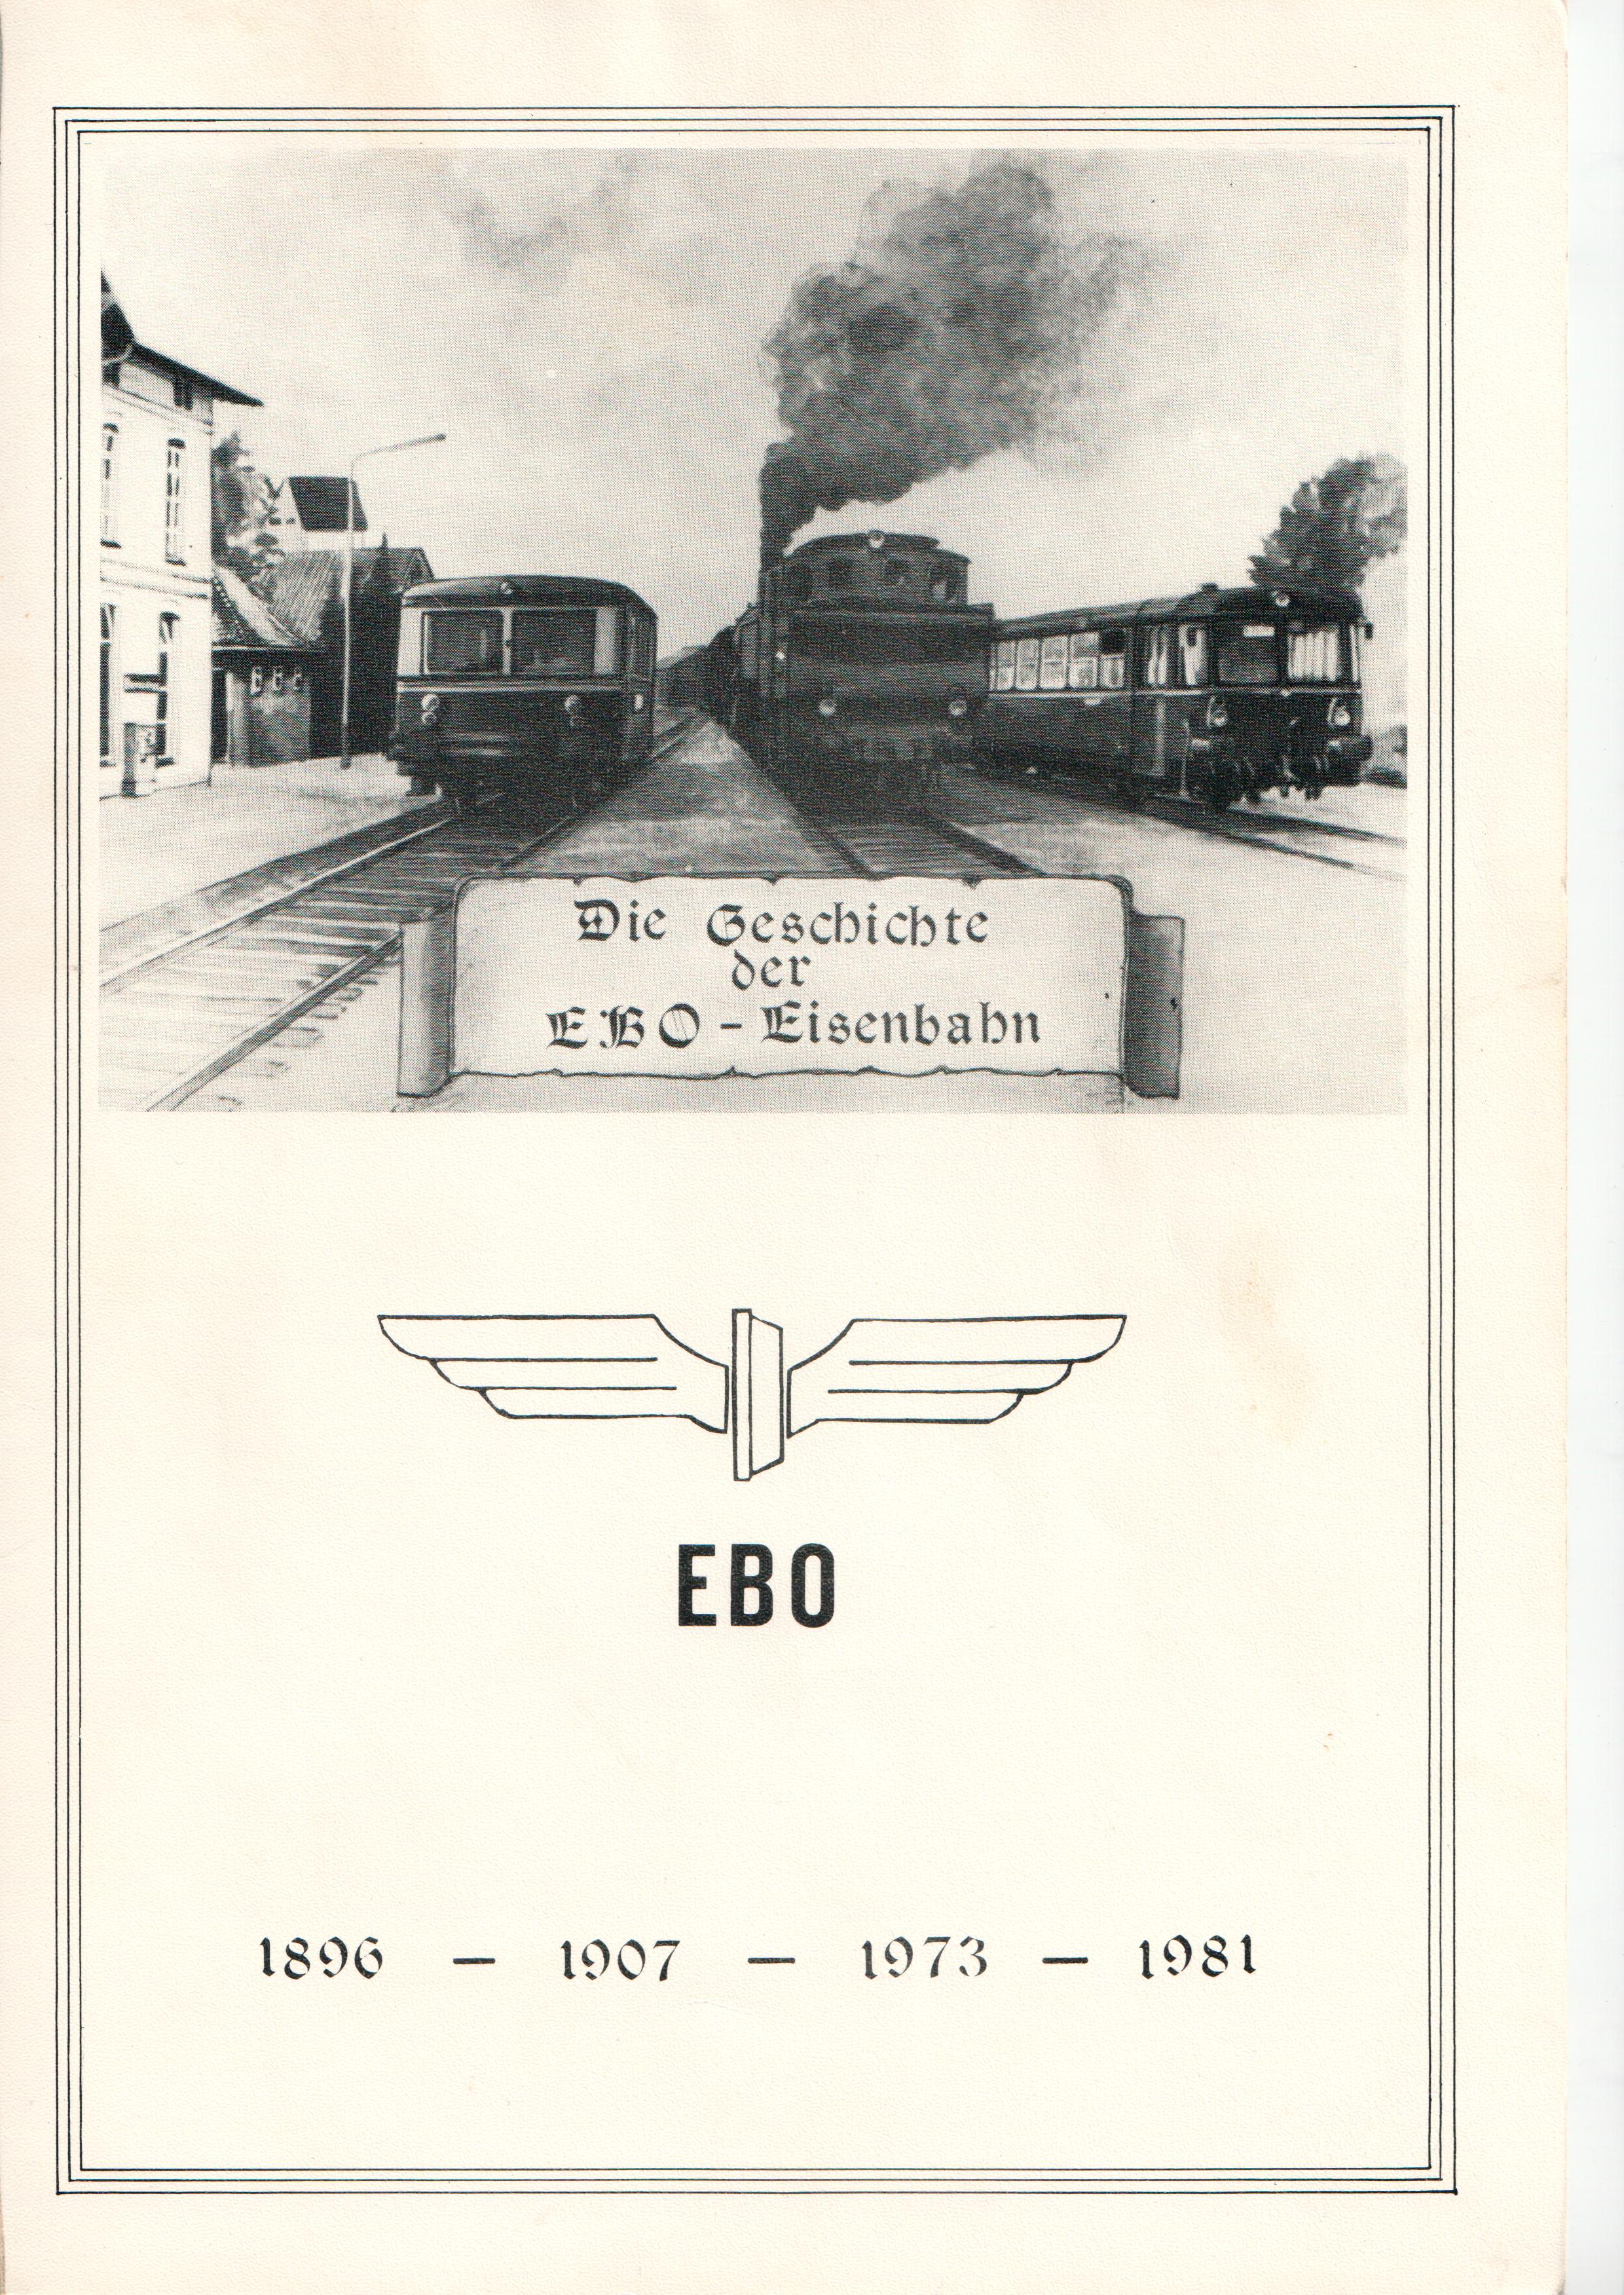 Die Geschichte
der
EBO - Eisenbahn
EBO
1896 – 1907 – 1973 – 1981